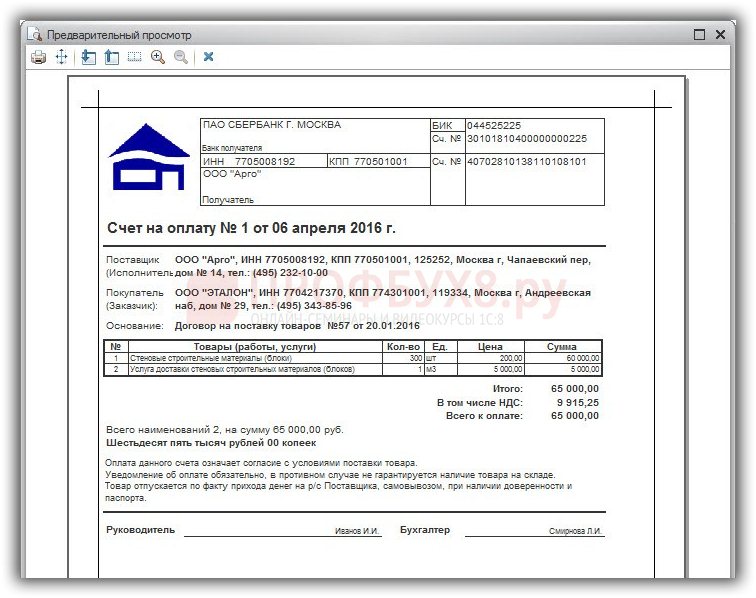 Предварительный просмотр
ПАО СБЕРБАНК Г. МОСКВА
Банк получателя
БИК 044525225
Сч. № 30101810400000000225
ИНН 7705008192 КПП 770501001 Сч. № 40702810138110108101
ООО "Арго"
Получатель
Счет на оплату № 1 от 06 апреля 2016 г.
Поставщик ООО "Арго", ИНН 7705008192, КПП 770501001, 125252, Москва г, Чапаевский пер,
(Исполнитель дом № 14, тел.: (495) 232-10-00
Покупатель ООО "ЭТАЛОН", ИНН 7704217370, КПП 774301001, 119334, Москва г, Андреевская
(Заказчик): наб, дом № 29, тел.: (495) 343-85-96
ПРОФБУХ8.ру
ОНЛАЙН-СЕМИНАРЫ И ВИДЕОКУРСЫ 1С:8
Основание: Договор на поставку товаров №57 от 20.01.2016
№ Товары (работы, услуги) Кол-во Ед. Цена Сумма
1 Стеновые строительные материалы (блоки) 300 шт 200,00 60 000,00
2 Услуга доставки стеновых строительных материалов (блоков) 1 м3 5 000,00 5 000,00
Итого: 65 000,00
В том числе НДС: 9 915,25
Всего к оплате: 65 000,00
Всего наименований 2, на сумму 65 000,00 руб.
Шестьдесят пять тысяч рублей 00 копеек
Оплата данного счета означает согласие с условиями поставки товара.
Уведомление об оплате обязательно, в противном случае не гарантируется наличие товара на складе.
Товар отпускается по факту прихода денег на р/с Поставщика, самовывозом, при наличии доверенности и
паспорта.
Руководитель Иванов И.И. Бухгалтер Смирнова Л.И.